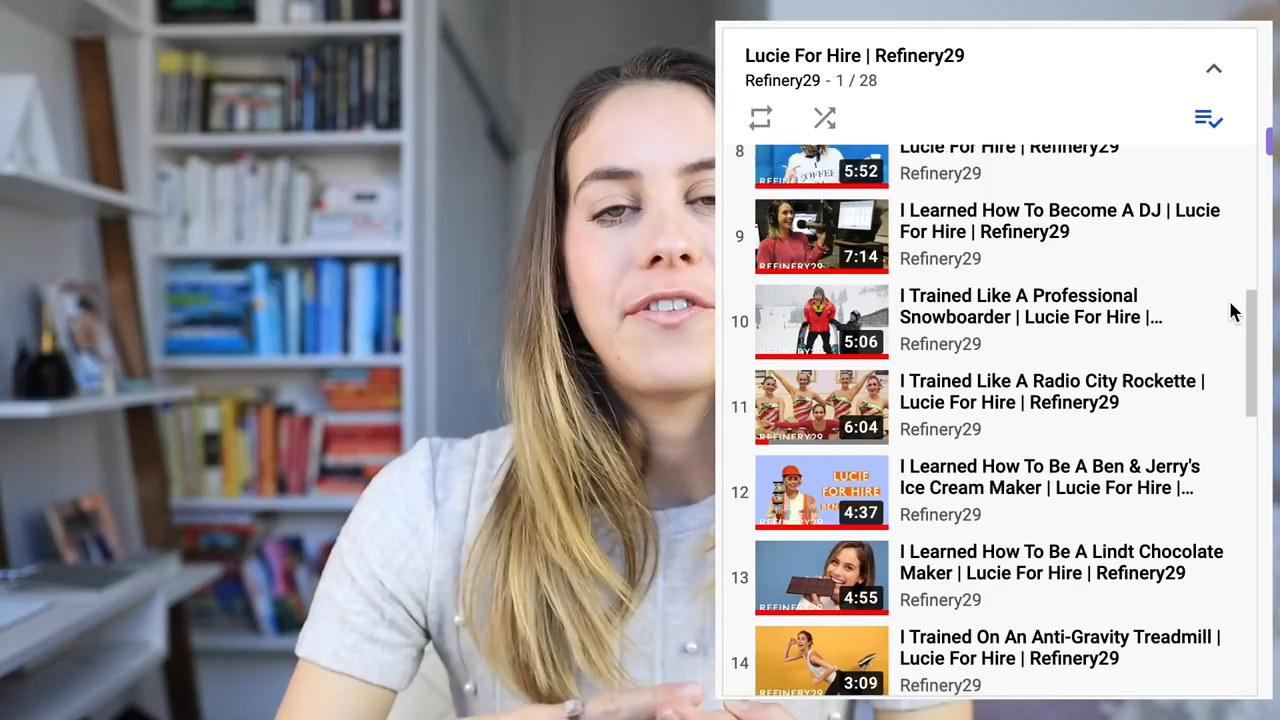 Lucie For Hire | Refinery29
Refinery29 - 1 / 28
8
5:52
Lucie For Hire | Refinery29
Refinery29
9
REFINERY29
7:14
I Learned How To Become A DJ | Lucie
For Hire | Refinery29
Refinery29
10
5:06
I Trained Like A Professional
Snowboarder | Lucie For Hire |...
Refinery29
11
REFINERY29
6:04
I Trained Like A Radio City Rockette |
Lucie For Hire | Refinery29
Refinery29
12
LUCIE
FOR HIRE
REFINERY29
4:37
I Learned How To Be A Ben & Jerry's
Ice Cream Maker | Lucie For Hire |...
Refinery29
13
REFINERY29
4:55
I Learned How To Be A Lindt Chocolate
Maker | Lucie For Hire | Refinery29
Refinery29
14
REFINERY29
3:09
I Trained On An Anti-Gravity Treadmill |
Lucie For Hire | Refinery29
Refinery29